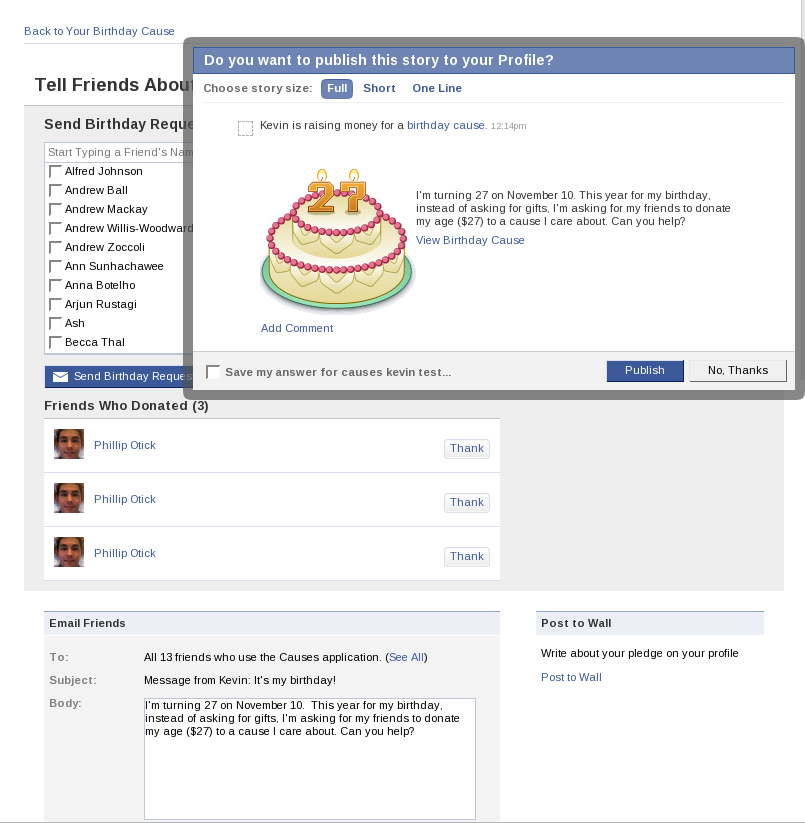 Back to Your Birthday Cause
Do you want to publish this story to your Profile?
Choose story size: Full Short One Line
Kevin is raising money for a birthday cause. 12:14pm
27
I'm turning 27 on November 10. This year for my birthday,
instead of asking for gifts, I'm asking for my friends to donate
my age ($27) to a cause I care about. Can you help?
View Birthday Cause
Add Comment
Save my answer for causes kevin test...
Publish
No, Thanks
Tell Friends About
Send Birthday Reque
Start Typing a Friend's Nam
Alfred Johnson
Andrew Ball
Andrew Mackay
Andrew Willis-Woodward
Andrew Zoccoli
Ann Sunhachawee
Anna Botelho
Arjun Rustagi
Ash
Becca Thal
Send Birthday Reques
Friends Who Donated (3)
Phillip Otick Thank
Phillip Otick Thank
Phillip Otick Thank
Email Friends
To: All 13 friends who use the Causes application. (See All)
Subject: Message from Kevin: It's my birthday!
Body: I'm turning 27 on November 10.  This year for my birthday,
instead of asking for gifts, I'm asking for my friends to donate
my age ($27) to a cause I care about. Can you help?
Post to Wall
Write about your pledge on your profile
Post to Wall